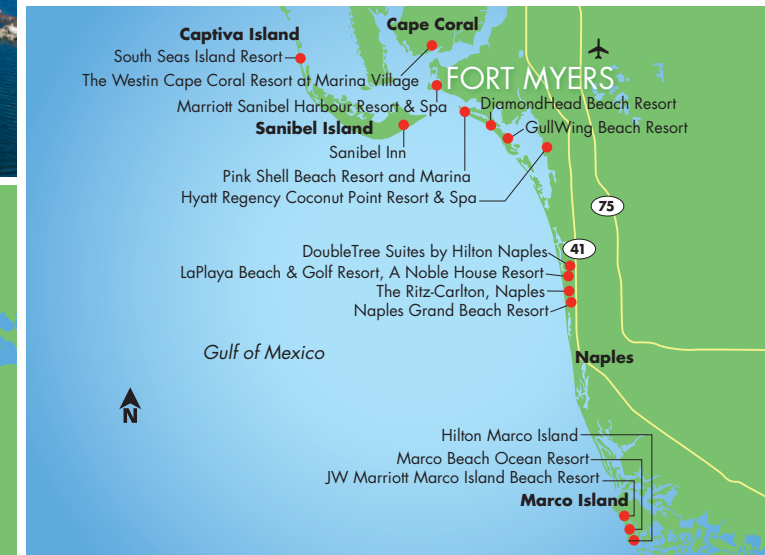 Cape Coral
Captiva Island
South Seas Island Resort
The Westin Cape Coral Resort at Marina Village
FORT MYERS
Marriott Sanibel Harbour Resort & Spa
DiamondHead Beach Resort
Sanibel Island
GullWing Beach Resort
Sanibel Inn
Pink Shell Beach Resort and Marina
Hyatt Regency Coconut Point Resort & Spa
75
41
DoubleTree Suites by Hilton Naples
LaPlaya Beach & Golf Resort, A Noble House Resort
The Ritz-Carlton, Naples
Naples Grand Beach Resort
Gulf of Mexico
Naples
N
Hilton Marco Island
Marco Beach Ocean Resort
JW Marriott Marco Island Beach Resort
Marco Island